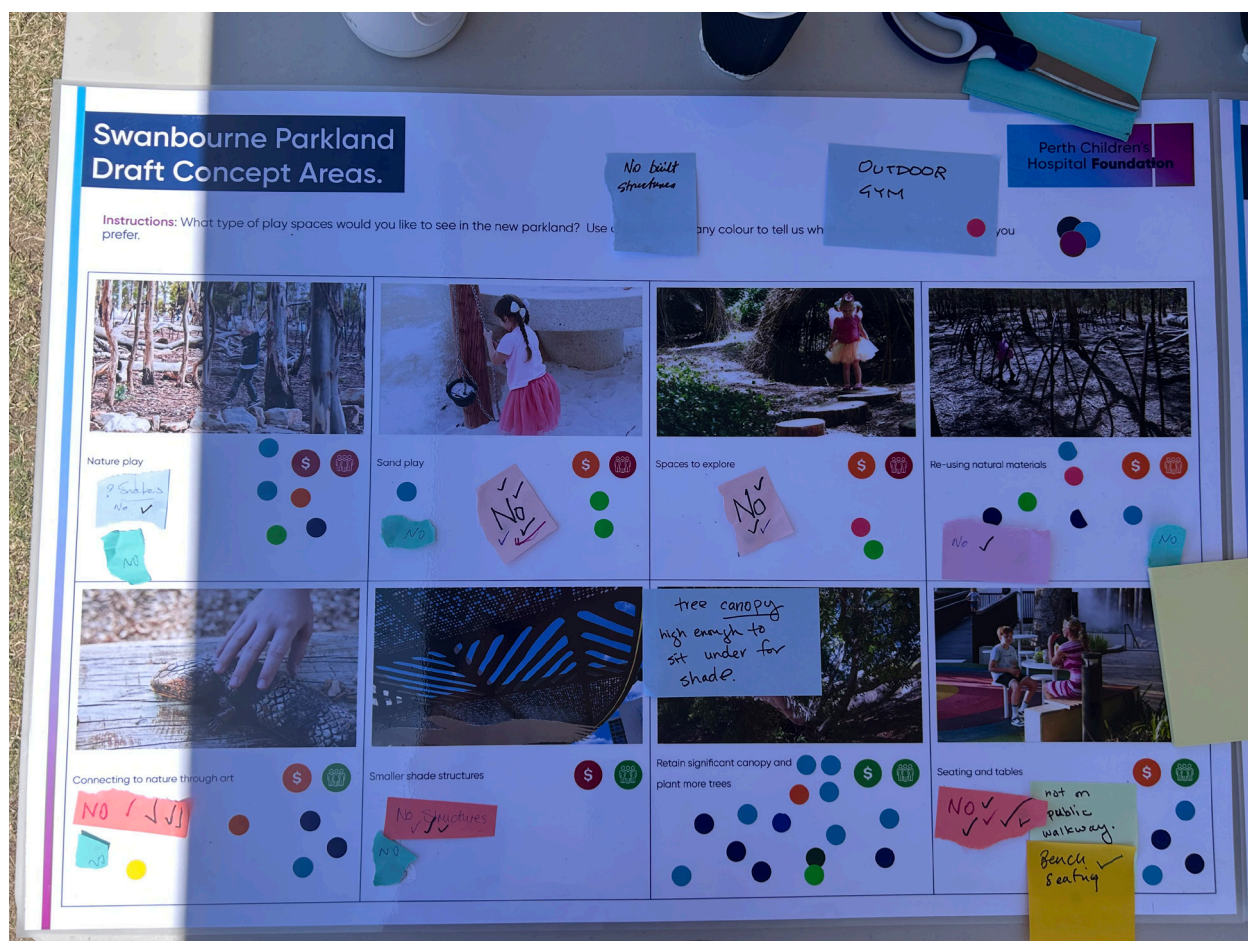 Swanbourne Parkland
Draft Concept Areas.
No built
structures
OUTDOOR
GYM
Perth Children's
Hospital Foundation
Instructions: What type of play spaces would you like to see in the new parkland? Use
any colour to tell us wh
you
prefer.
Nature play
$
? Snakes
No ✓
NO
Sand play
$
✓ ✓
No
✓ ✓
NO
Spaces to explore
$
✓
No
✓✓
Re-using natural materials
$
No ✓
No
tree canopy
high enough to
sit under for
shade.
Connecting to nature through art
$
NO ✓ ✓ ✓
NO
Smaller shade structures
$
No Structures
✓ ✓ ✓
NO
Retain significant canopy and
plant more trees
$
Seating and tables
$
NO ✓
✓ ✓ ✓
not on
public
walkway.
Bench ✓
Seating